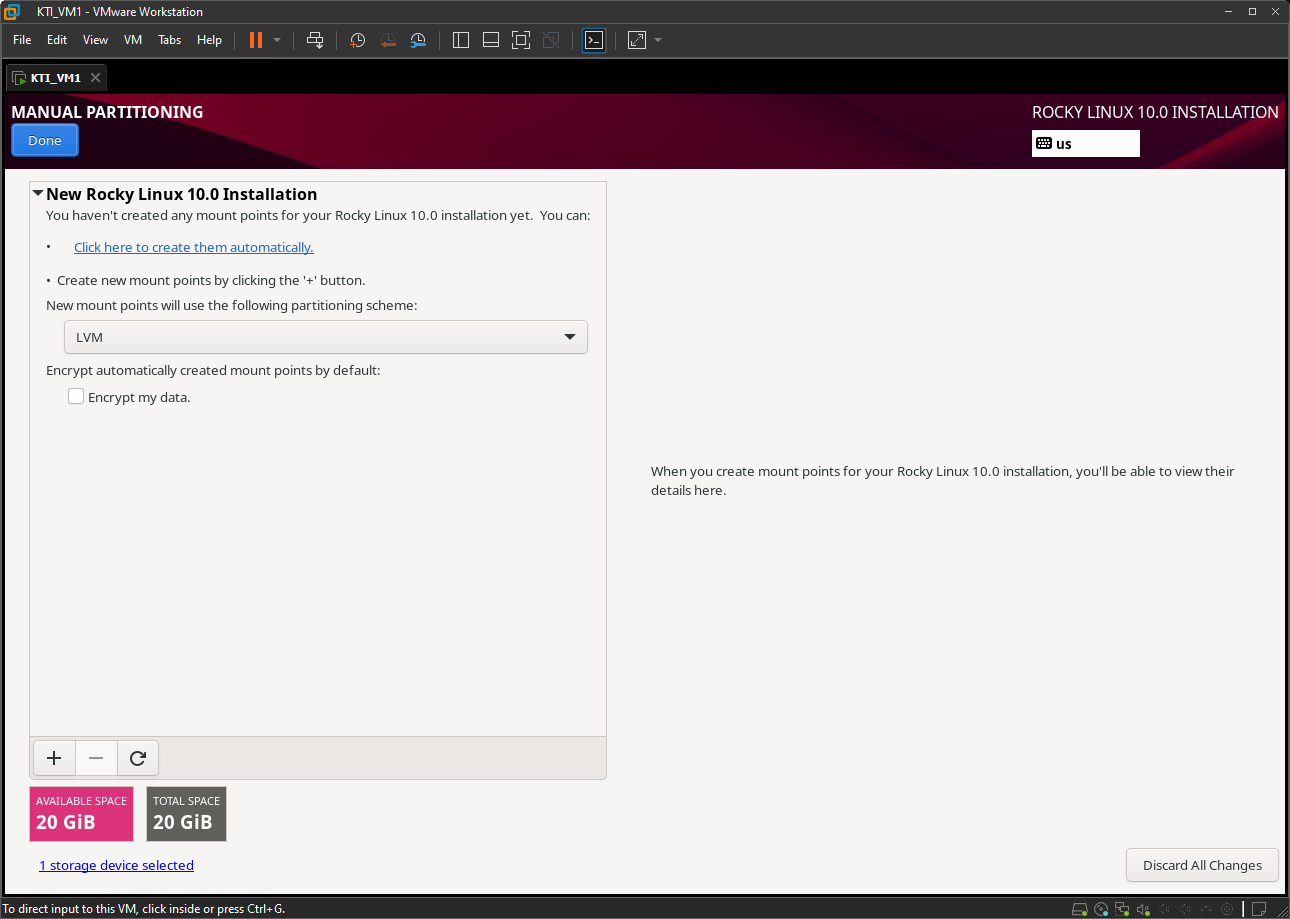 KTI_VM1 - VMware Workstation
File Edit View VM Tabs Help
KTI_VM1
MANUAL PARTITIONING
ROCKY LINUX 10.0 INSTALLATION
Done
us
New Rocky Linux 10.0 Installation
You haven't created any mount points for your Rocky Linux 10.0 installation yet.  You can:
• Click here to create them automatically.
• Create new mount points by clicking the '+' button.
New mount points will use the following partitioning scheme:
LVM
Encrypt automatically created mount points by default:
Encrypt my data.
When you create mount points for your Rocky Linux 10.0 installation, you'll be able to view their
details here.
AVAILABLE SPACE
20 GiB
TOTAL SPACE
20 GiB
1 storage device selected
Discard All Changes
To direct input to this VM, click inside or press Ctrl+G.